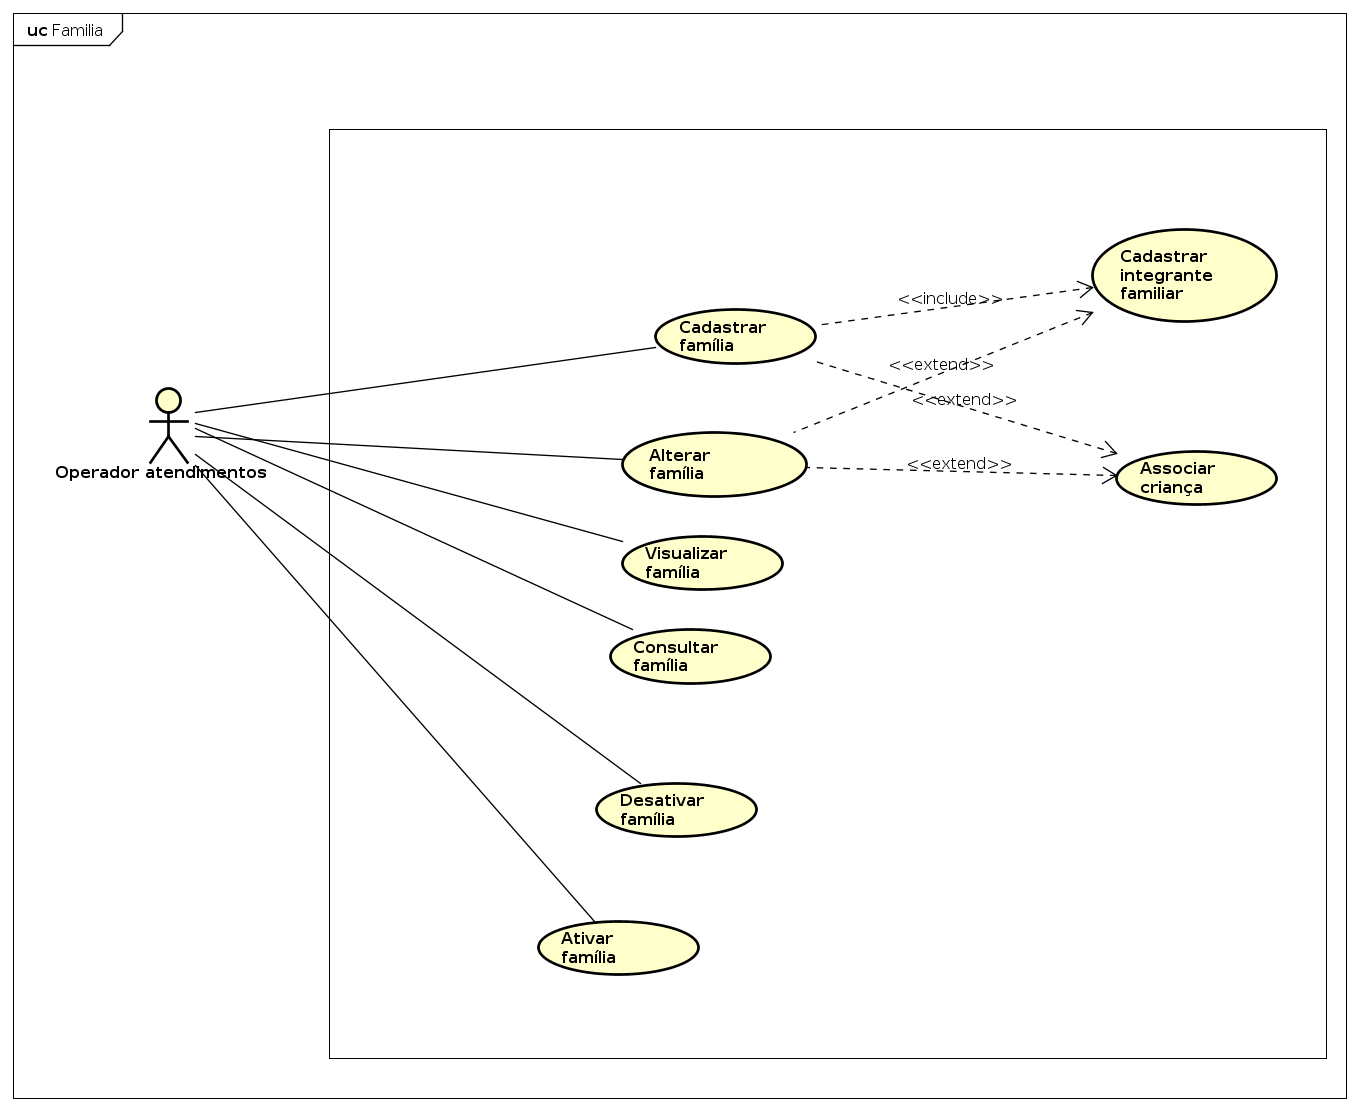 uc Familia
Cadastrar
integrante
familiar
<<include>>
Cadastrar
família
<<extend>>
<<extend>>
Alterar
família
<<extend>>
Associar
criança
Operador atendimentos
Visualizar
família
Consultar
família
Desativar
família
Ativar
família